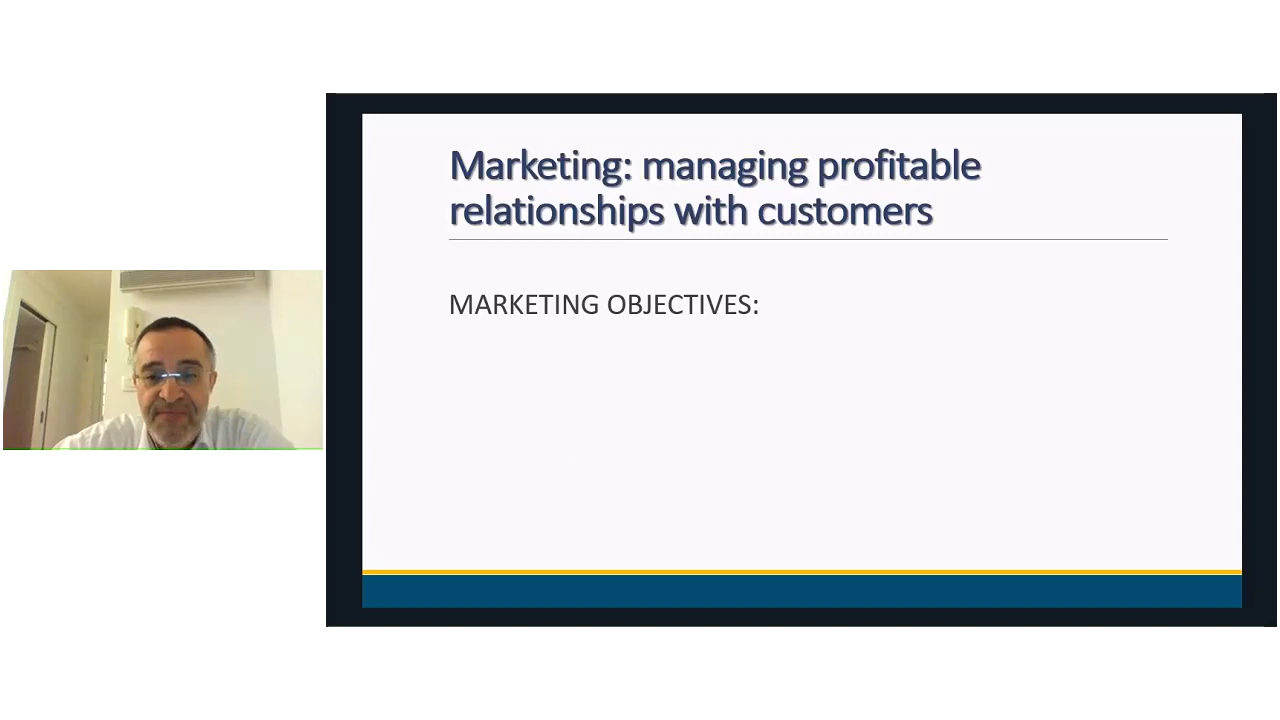 Marketing: managing profitable
relationships with customers
MARKETING OBJECTIVES: